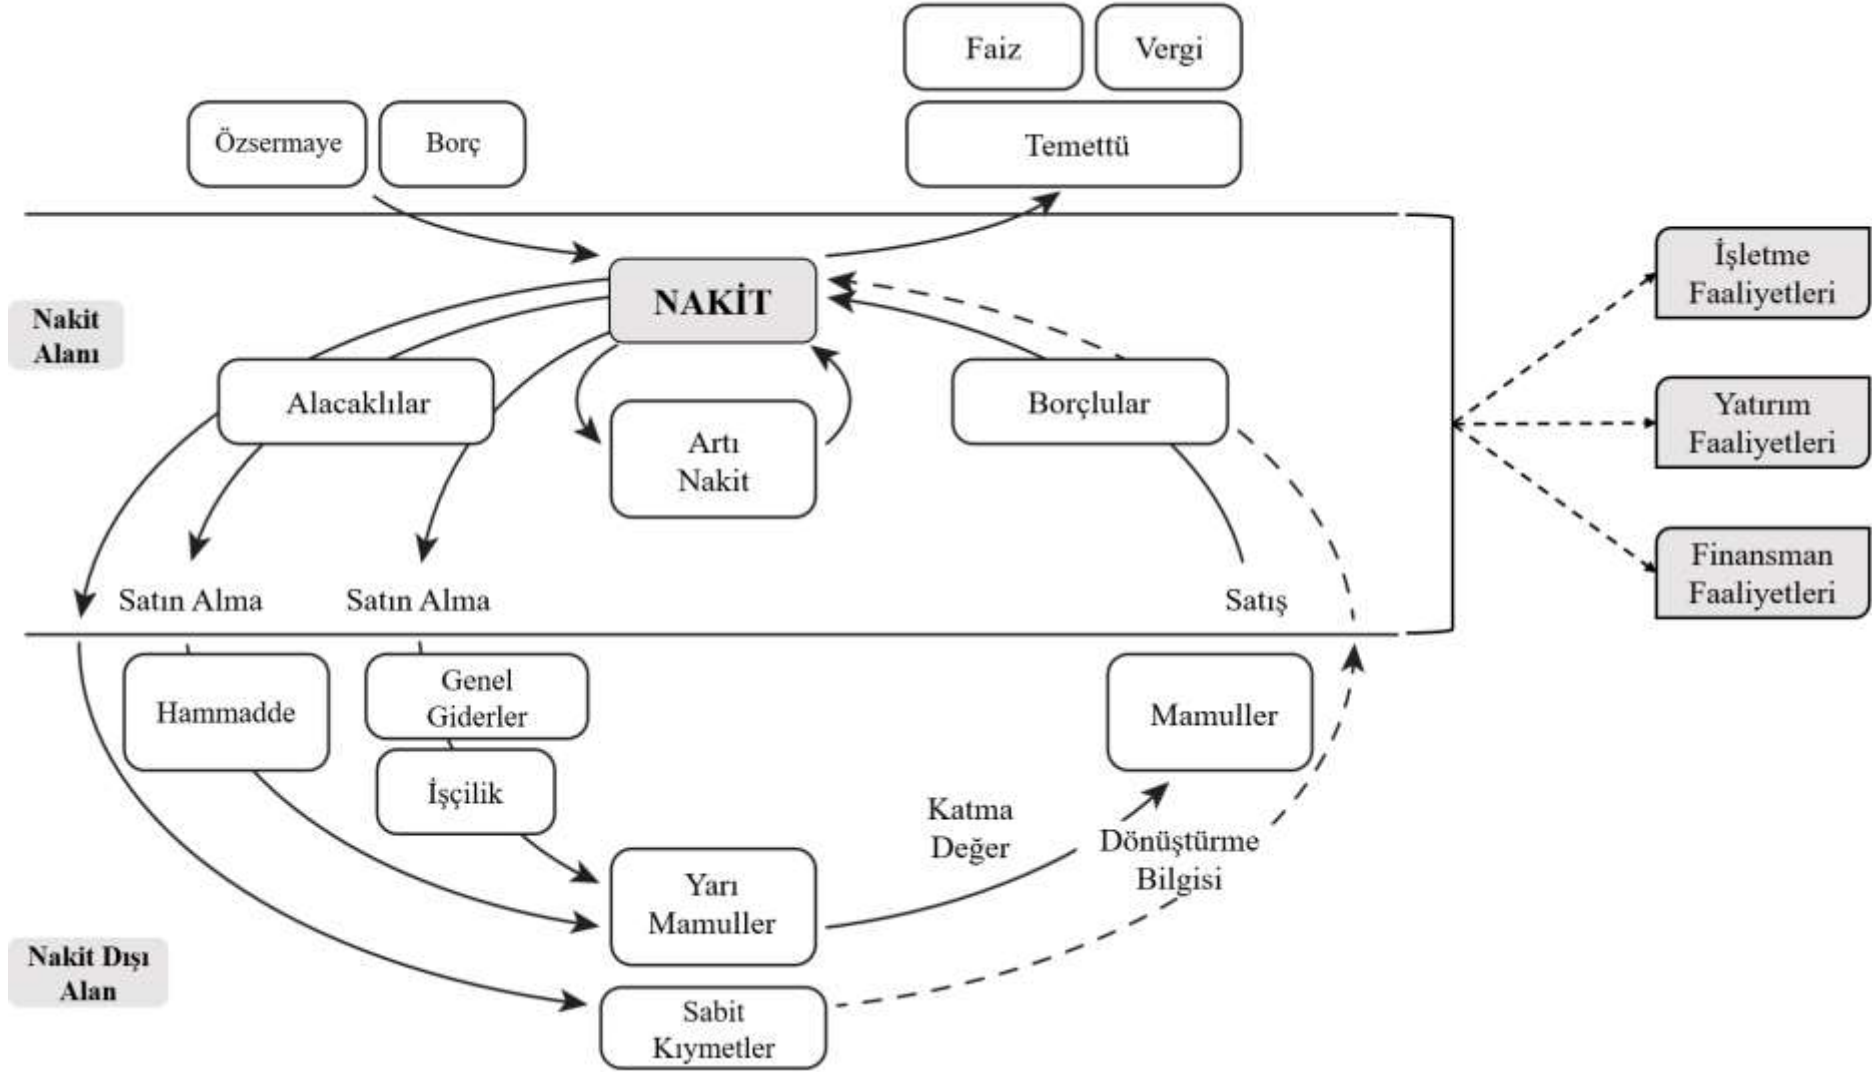 Faiz
Vergi
Özsermaye
Borç
Temettü
NAKİT
Nakit
Alanı
Alacaklılar
Artı
Nakit
Borçlular
İşletme
Faaliyetleri
Yatırım
Faaliyetleri
Finansman
Faaliyetleri
Satın Alma
Satın Alma
Satış
Hammadde
Genel
Giderler
İşçilik
Mamuller
Katma
Değer
Dönüştürme
Bilgisi
Yarı
Mamuller
Nakit Dışı
Alan
Sabit
Kıymetler